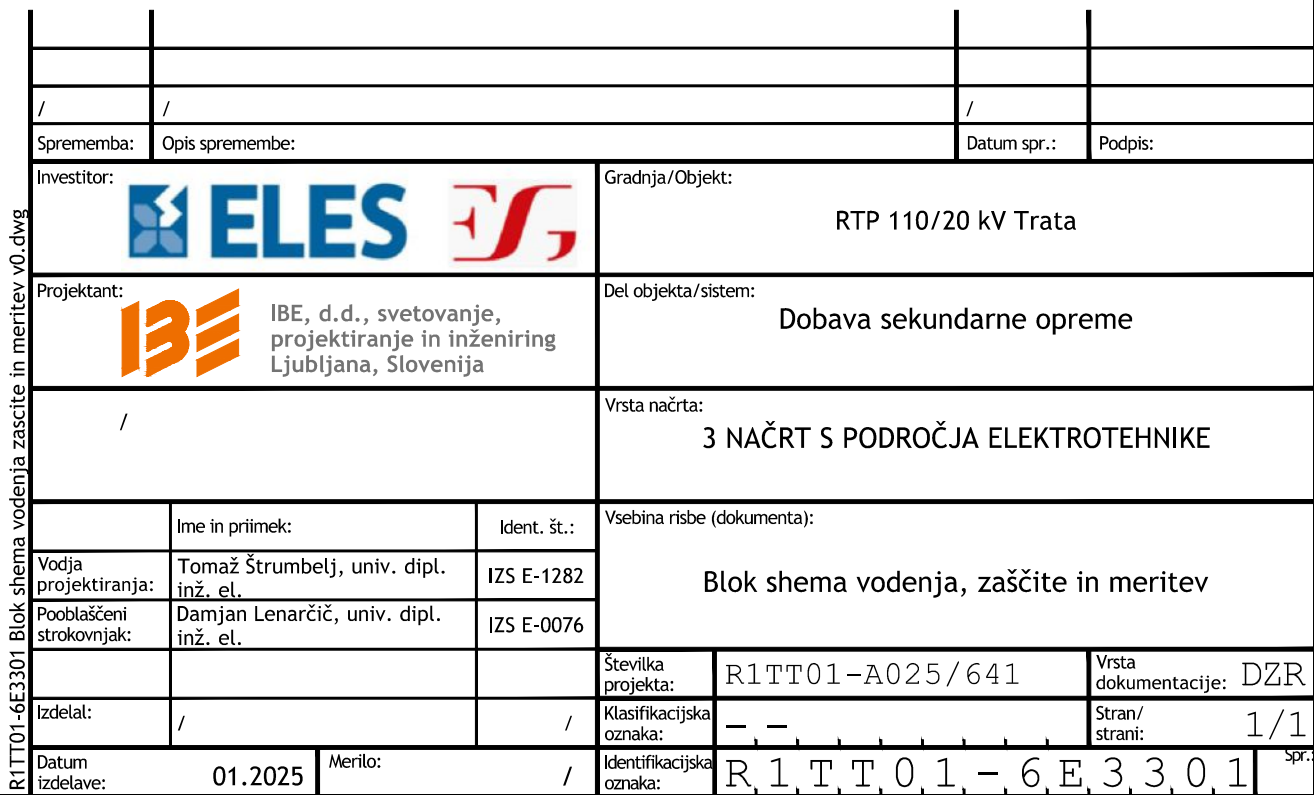 / / /
Sprememba: Opis spremembe: Datum spr.: Podpis:
Investitor:
ELES
Gradnja/Objekt:
RTP 110/20 kV Trata
Projektant:
IBE
IBE, d.d., svetovanje,
projektiranje in inženiring
Ljubljana, Slovenija
Del objekta/sistem:
Dobava sekundarne opreme
/
Vrsta načrta:
3 NAČRT S PODROČJA ELEKTROTEHNIKE
Ime in priimek: Ident. št.:
Vodja
projektiranja:
Tomaž Štrumbelj, univ. dipl.
inž. el.
IZS E-1282
Pooblaščeni
strokovnjak:
Damjan Lenarčič, univ. dipl.
inž. el.
IZS E-0076
Vsebina risbe (dokumenta):
Blok shema vodenja, zaščite in meritev
Številka
projekta:
R1TT01-A025/641
Vrsta
dokumentacije:
DZR
Izdelal: / /
Klasifikacijska
oznaka:
– –
Stran/
strani:
1/1
Datum
izdelave:
01.2025
Merilo: /
Identifikacijska
oznaka:
R1TT01-6E3301
Spr.:
R1TT01-6E3301 Blok shema vodenja zascite in meritev v0.dwg